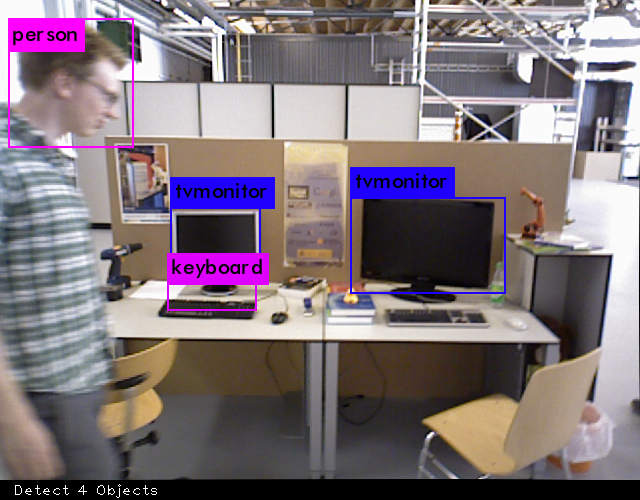 person
tvmonitor
tvmonitor
keyboard
Detect 4 Objects